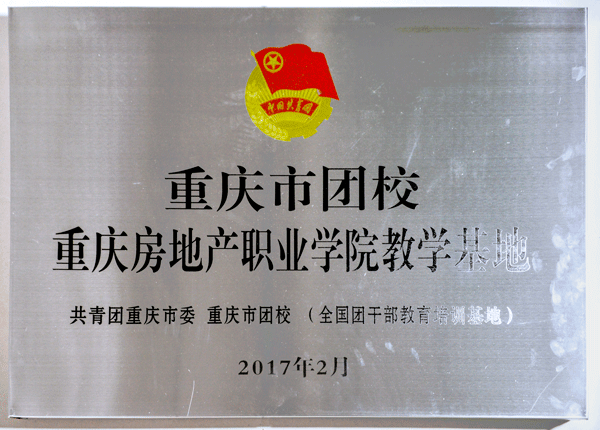 中国共青团
重庆市团校
重庆房地产职业学院教学基地
共青团重庆市委 重庆市团校 （全国团干部教育培训基地）
2017年2月